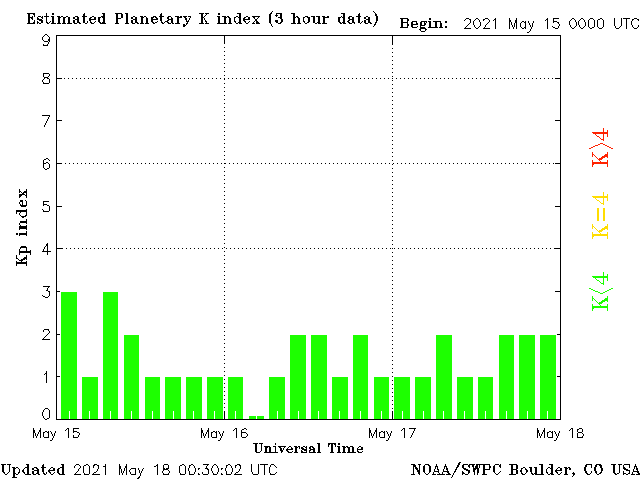 Estimated Planetary K index (3 hour data)
Begin: 2021 May 15 0000 UTC
9
8
7
6
5
4
3
2
1
0
Kp index
K>4
K=4
K<4
May 15 May 16 May 17 May 18
Universal Time
Updated 2021 May 18 00:30:02 UTC
NOAA/SWPC Boulder, CO USA